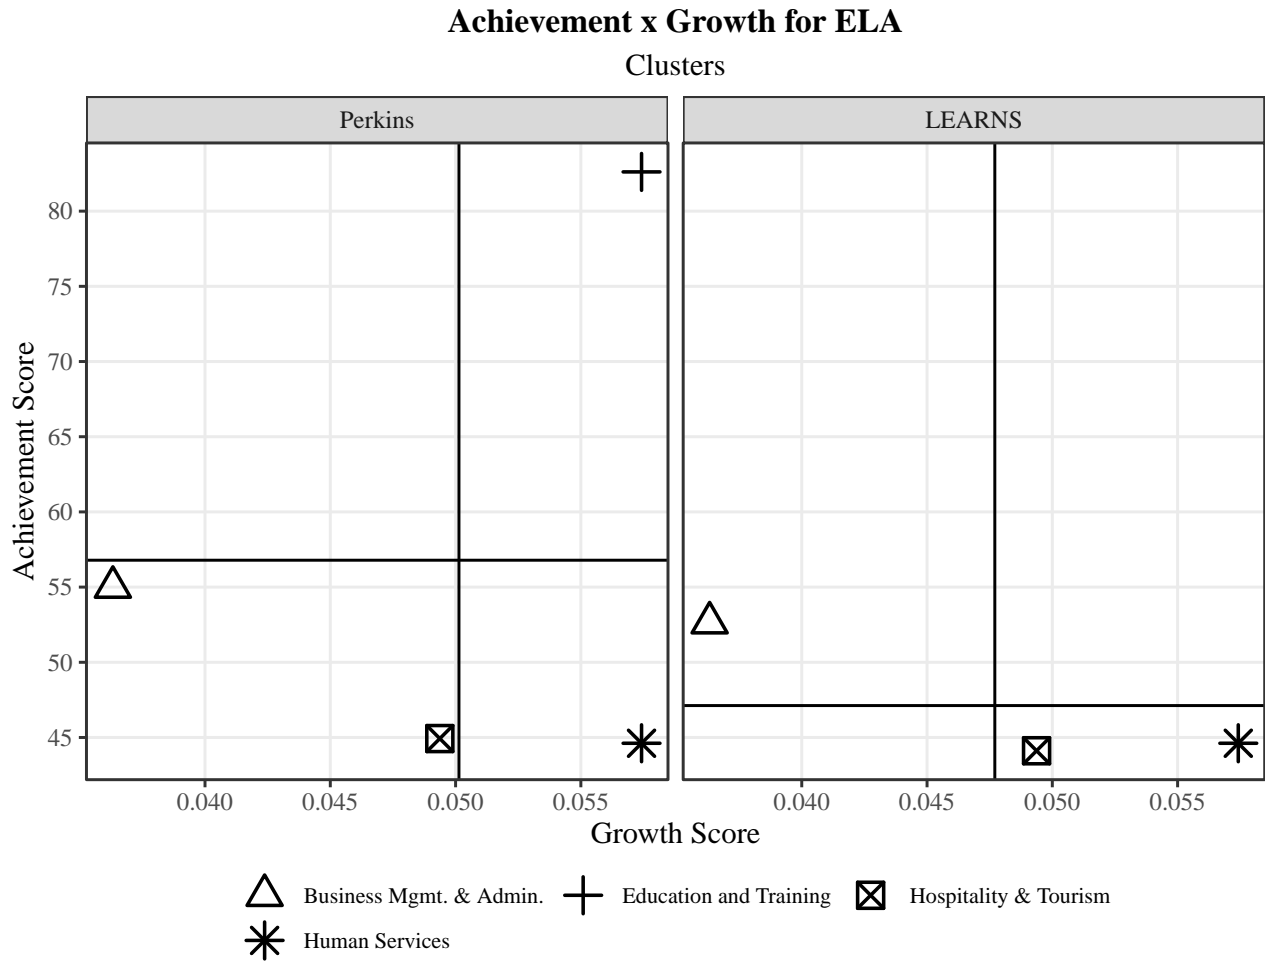 Achievement x Growth for ELA
Clusters
Perkins
LEARNS
Achievement Score
80
75
70
65
60
55
50
45
0.040 0.045 0.050 0.055
0.040 0.045 0.050 0.055
Growth Score
Business Mgmt. & Admin. Education and Training Hospitality & Tourism
Human Services